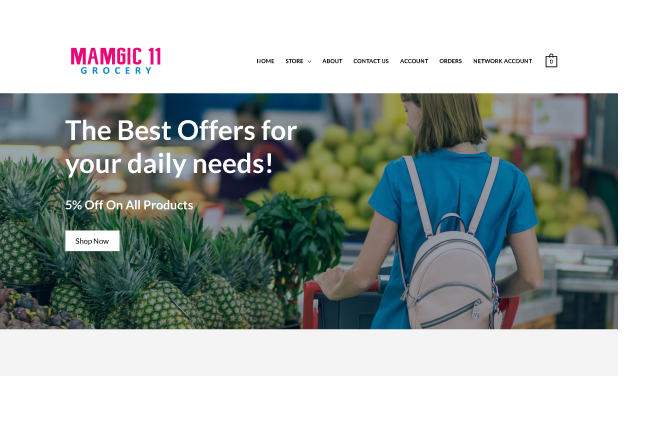 MAMGIC 11
GROCERY
HOME STORE ABOUT CONTACT US ACCOUNT ORDERS NETWORK ACCOUNT 0
The Best Offers for
your daily needs!
5% Off On All Products
Shop Now